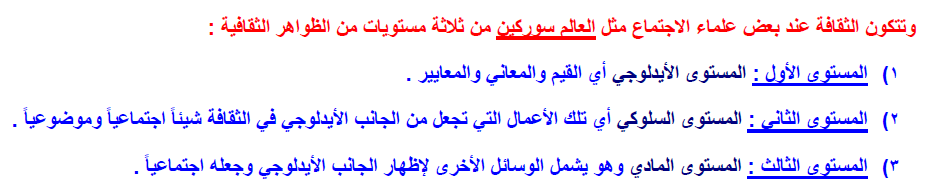 وتتكون الثقافة عند بعض علماء الاجتماع مثل العالم سوركين من ثلاثة مستويات من الظواهر الثقافية :
١) المستوى الأول : المستوى الأيدلوجي أي القيم والمعاني والمعايير .
٢) المستوى الثاني : المستوى السلوكي أي تلك الأعمال التي تجعل من الجانب الأيدلوجي في الثقافة شيئاً اجتماعياً وموضوعياً .
٣) المستوى الثالث : المستوى المادي وهو يشمل الوسائل الأخرى لإظهار الجانب الأيدلوجي وجعله اجتماعياً .